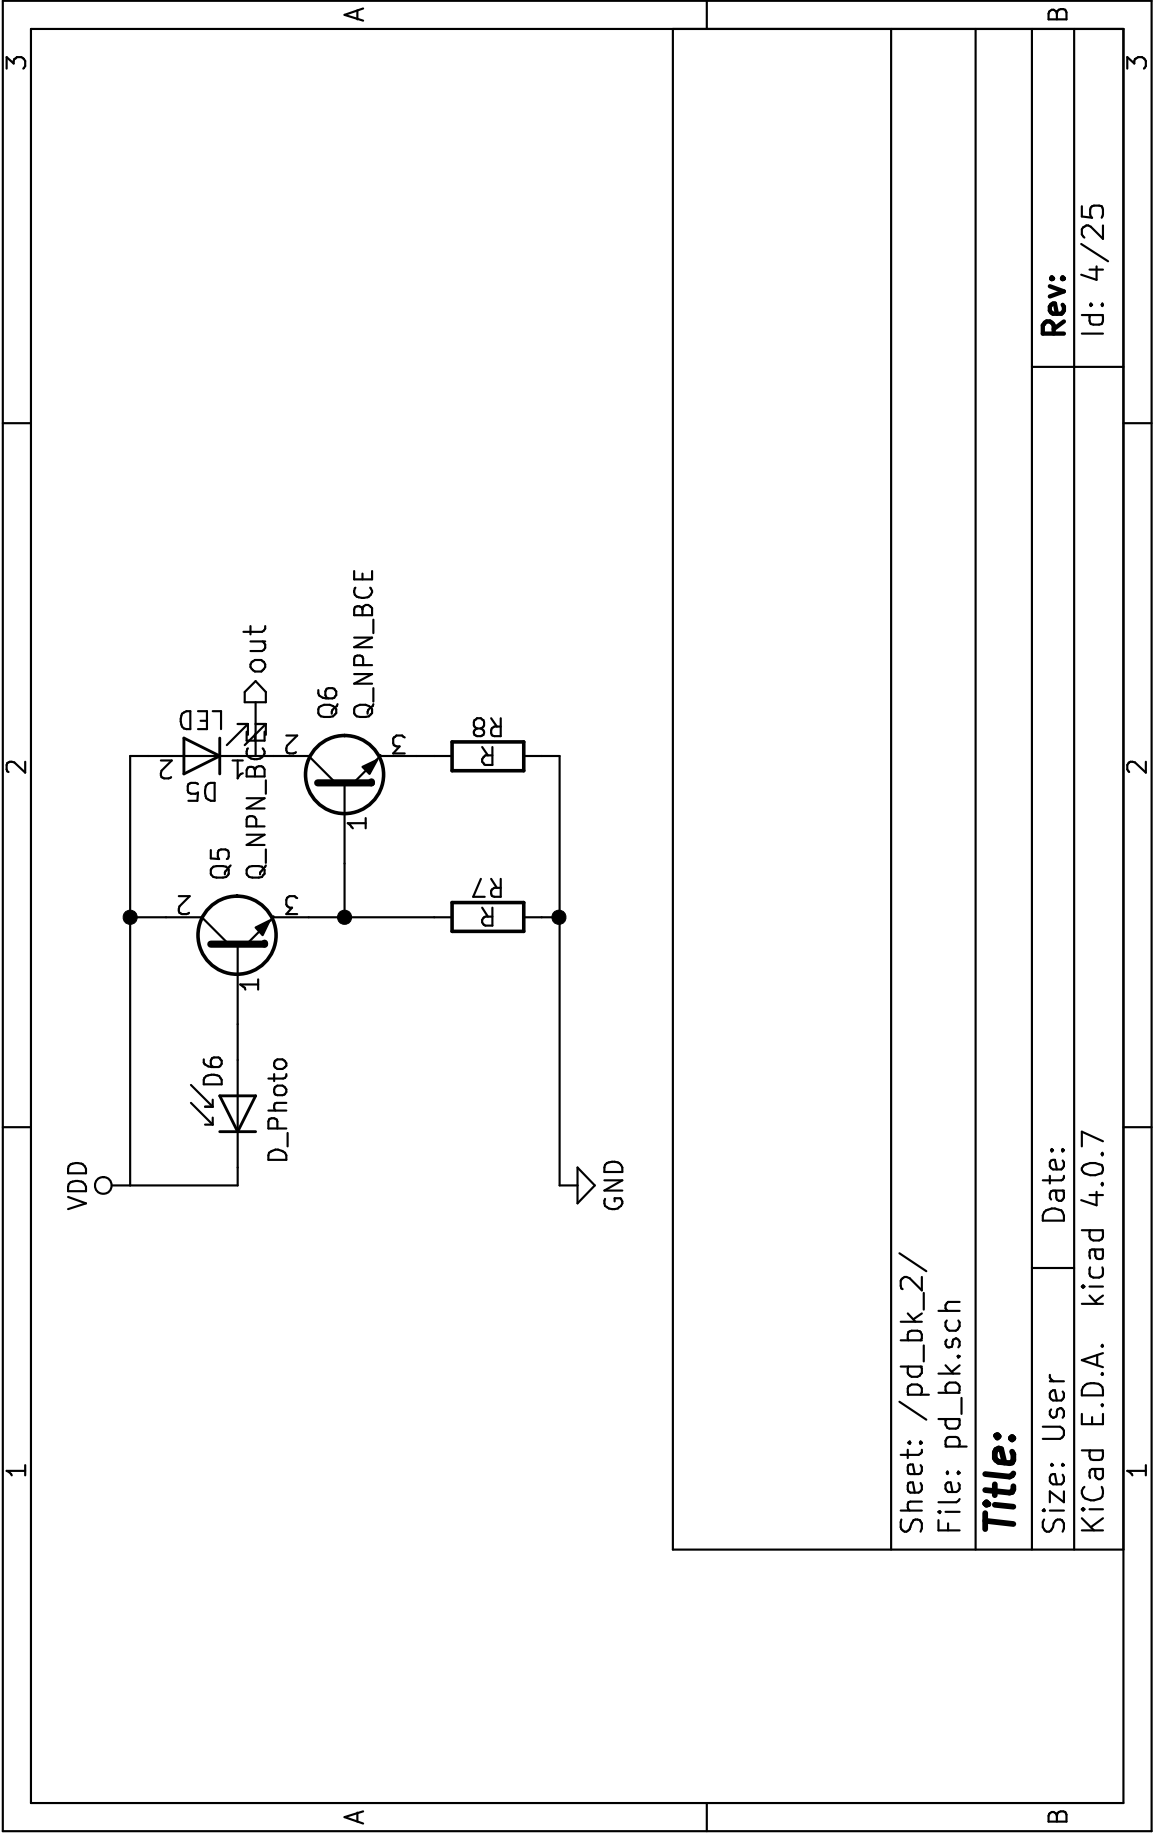 3
2
1
3
2
1
A
B
A
B
VDD
D6
D_Photo
Q5
Q_NPN_BCE
1
2
3
D5
LED
2
1
out
Q6
Q_NPN_BCE
1
2
3
R7
R
R8
R
GND
Sheet: /pd_bk_2/
File: pd_bk.sch
Title:
Size: User
Date:
Rev:
KiCad E.D.A. kicad 4.0.7
Id: 4/25